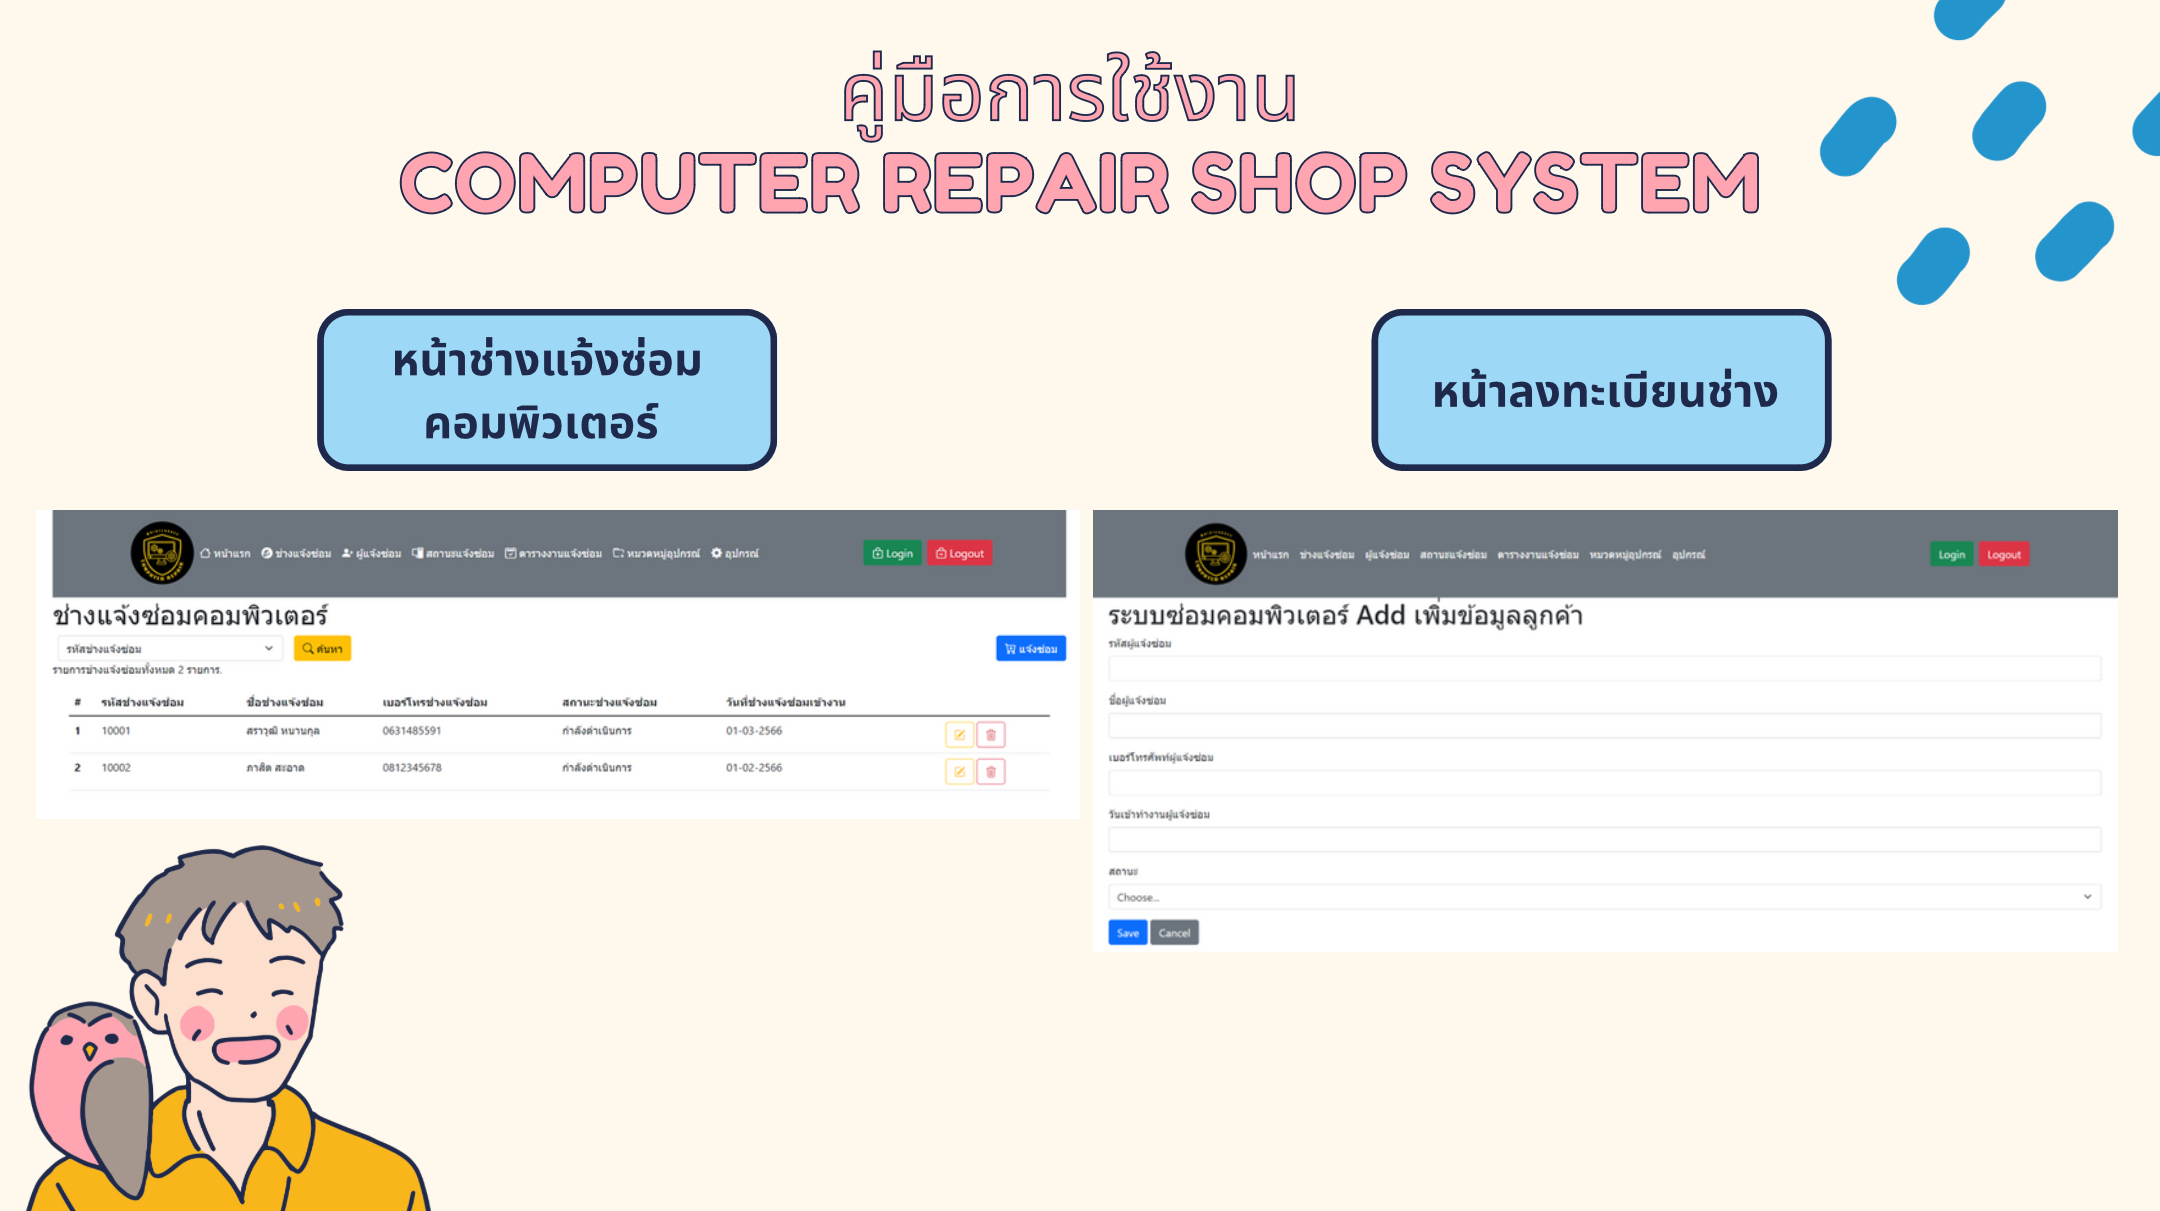 คู่มือการใช้งาน
COMPUTER REPAIR SHOP SYSTEM
หน้าช่างแจ้งซ่อม
คอมพิวเตอร์
หน้าลงทะเบียนช่าง
หน้าแรก ช่างแจ้งซ่อม ผู้แจ้งซ่อม สถานะแจ้งซ่อม ตารางงานแจ้งซ่อม หมวดหมู่อุปกรณ์ อุปกรณ์ Login Logout
ช่างแจ้งซ่อมคอมพิวเตอร์
รหัสช่างแจ้งซ่อม ค้นหา แจ้งซ่อม
รายการช่างแจ้งซ่อมทั้งหมด 2 รายการ.
# รหัสช่างแจ้งซ่อม ชื่อช่างแจ้งซ่อม เบอร์โทรช่างแจ้งซ่อม สถานะช่างแจ้งซ่อม วันที่ช่างแจ้งซ่อมเข้างาน
1 10001 สราวุฒิ หนานกุล 0631485591 กำลังดำเนินการ 01-03-2566
2 10002 ภาสิต สะอาด 0812345678 กำลังดำเนินการ 01-02-2566
หน้าแรก ช่างแจ้งซ่อม ผู้แจ้งซ่อม สถานะแจ้งซ่อม ตารางงานแจ้งซ่อม หมวดหมู่อุปกรณ์ อุปกรณ์ Login Logout
ระบบซ่อมคอมพิวเตอร์ Add เพิ่มข้อมูลลูกค้า
รหัสผู้แจ้งซ่อม
ชื่อผู้แจ้งซ่อม
เบอร์โทรศัพท์ผู้แจ้งซ่อม
วันเข้าทำงานผู้แจ้งซ่อม
สถานะ
Choose...
Save Cancel